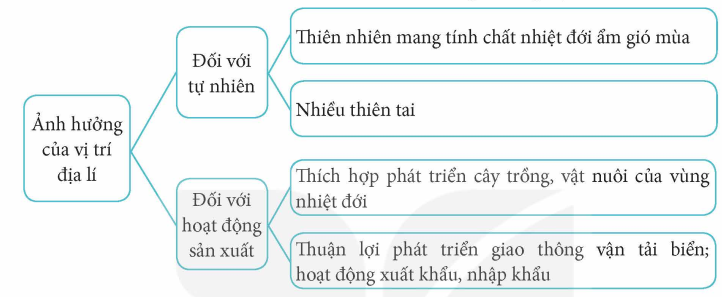 Ảnh hưởng
của vị trí
địa lí
Đối với
tự nhiên
Thiên nhiên mang tính chất nhiệt đới ẩm gió mùa
Nhiều thiên tai
Đối với
hoạt động
sản xuất
Thích hợp phát triển cây trồng, vật nuôi của vùng
nhiệt đới
Thuận lợi phát triển giao thông vận tải biển;
hoạt động xuất khẩu, nhập khẩu